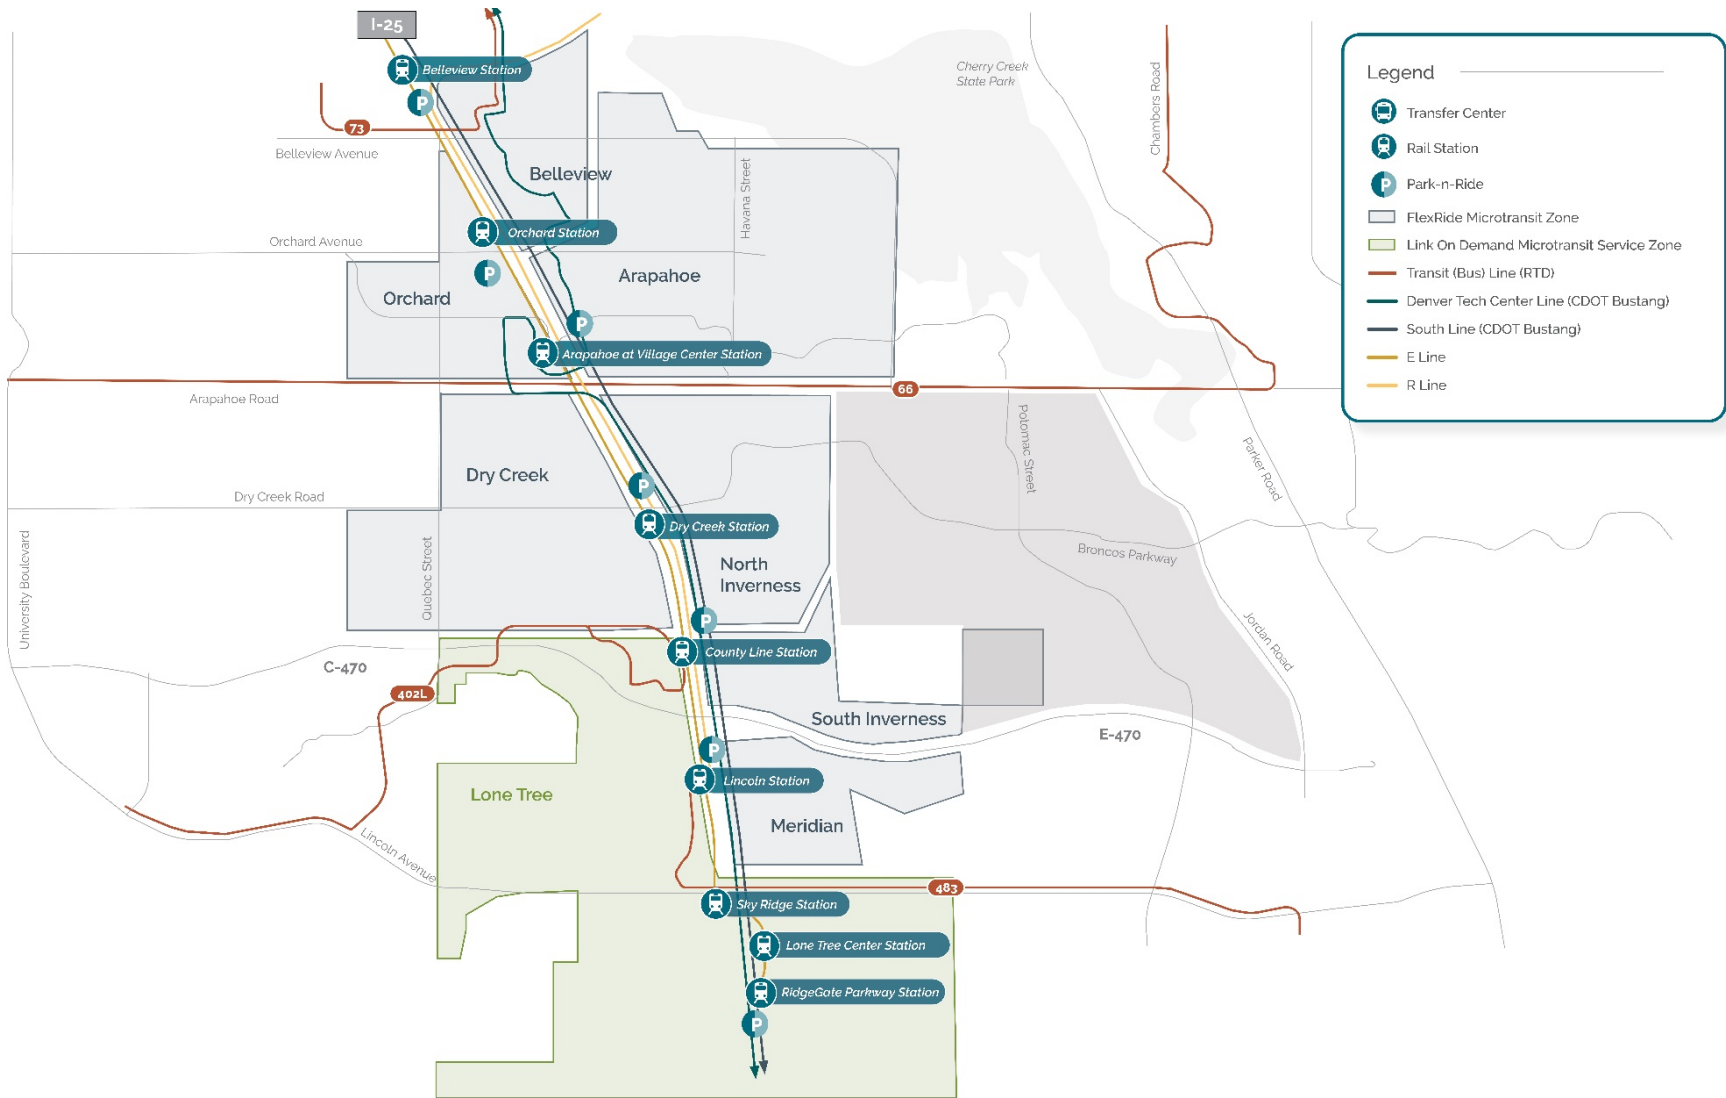 I-25
Belleview Station
P
73
Belleview Avenue
Cherry Creek
State Park
Chambers Road
Belleview
Havana Street
Orchard Station
Orchard Avenue
P
Orchard
Arapahoe
P
Arapahoe at Village Center Station
66
Arapahoe Road
Potomac Street
Parker Road
Dry Creek
P
Dry Creek Road
Dry Creek Station
University Boulevard
Quebec Street
North
Inverness
Broncos Parkway
P
Jordan Road
County Line Station
C-470
402L
South Inverness
E-470
P
Lincoln Station
Lone Tree
Meridian
Lincoln Avenue
483
Sky Ridge Station
Lone Tree Center Station
RidgeGate Parkway Station
P
Legend
Transfer Center
Rail Station
P
Park-n-Ride
FlexRide Microtransit Zone
Link On Demand Microtransit Service Zone
Transit (Bus) Line (RTD)
Denver Tech Center Line (CDOT Bustang)
South Line (CDOT Bustang)
E Line
R Line